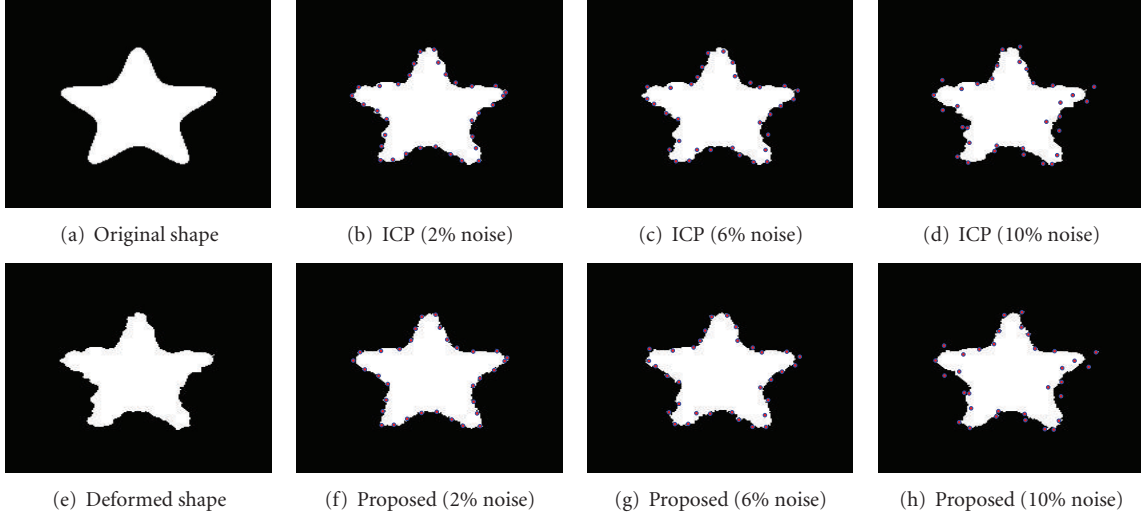 (a) Original shape
(b) ICP (2% noise)
(c) ICP (6% noise)
(d) ICP (10% noise)
(e) Deformed shape
(f) Proposed (2% noise)
(g) Proposed (6% noise)
(h) Proposed (10% noise)